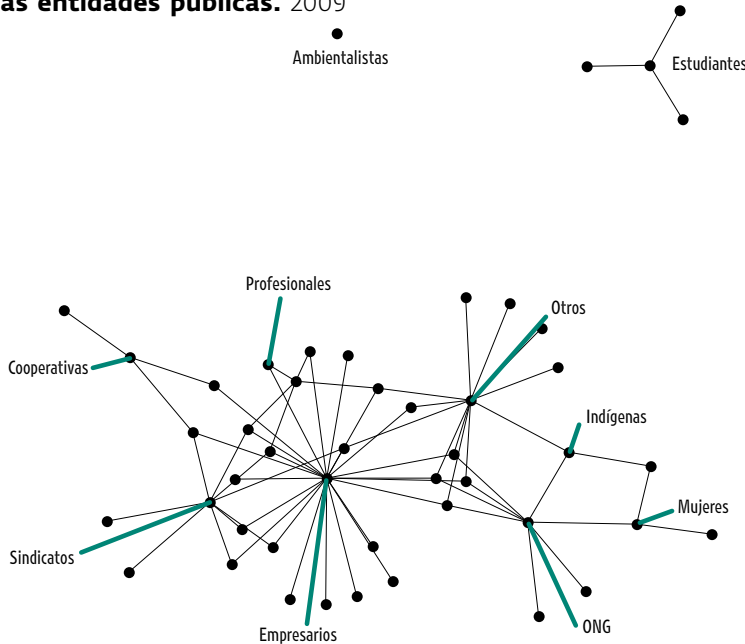 as entidades públicas. 2009
Ambientalistas
Estudiantes
Profesionales
Otros
Cooperativas
Indígenas
Mujeres
Sindicatos
ONG
Empresarios